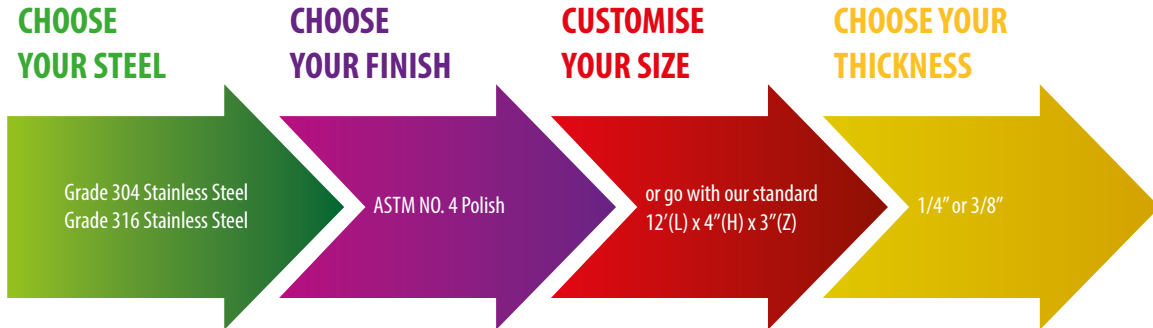 CHOOSE
YOUR STEEL
Grade 304 Stainless Steel
Grade 316 Stainless Steel
CHOOSE
YOUR FINISH
ASTM NO. 4 Polish
CUSTOMISE
YOUR SIZE
or go with our standard
12’(L) x 4”(H) x 3”(Z)
CHOOSE YOUR
THICKNESS
1/4” or 3/8”